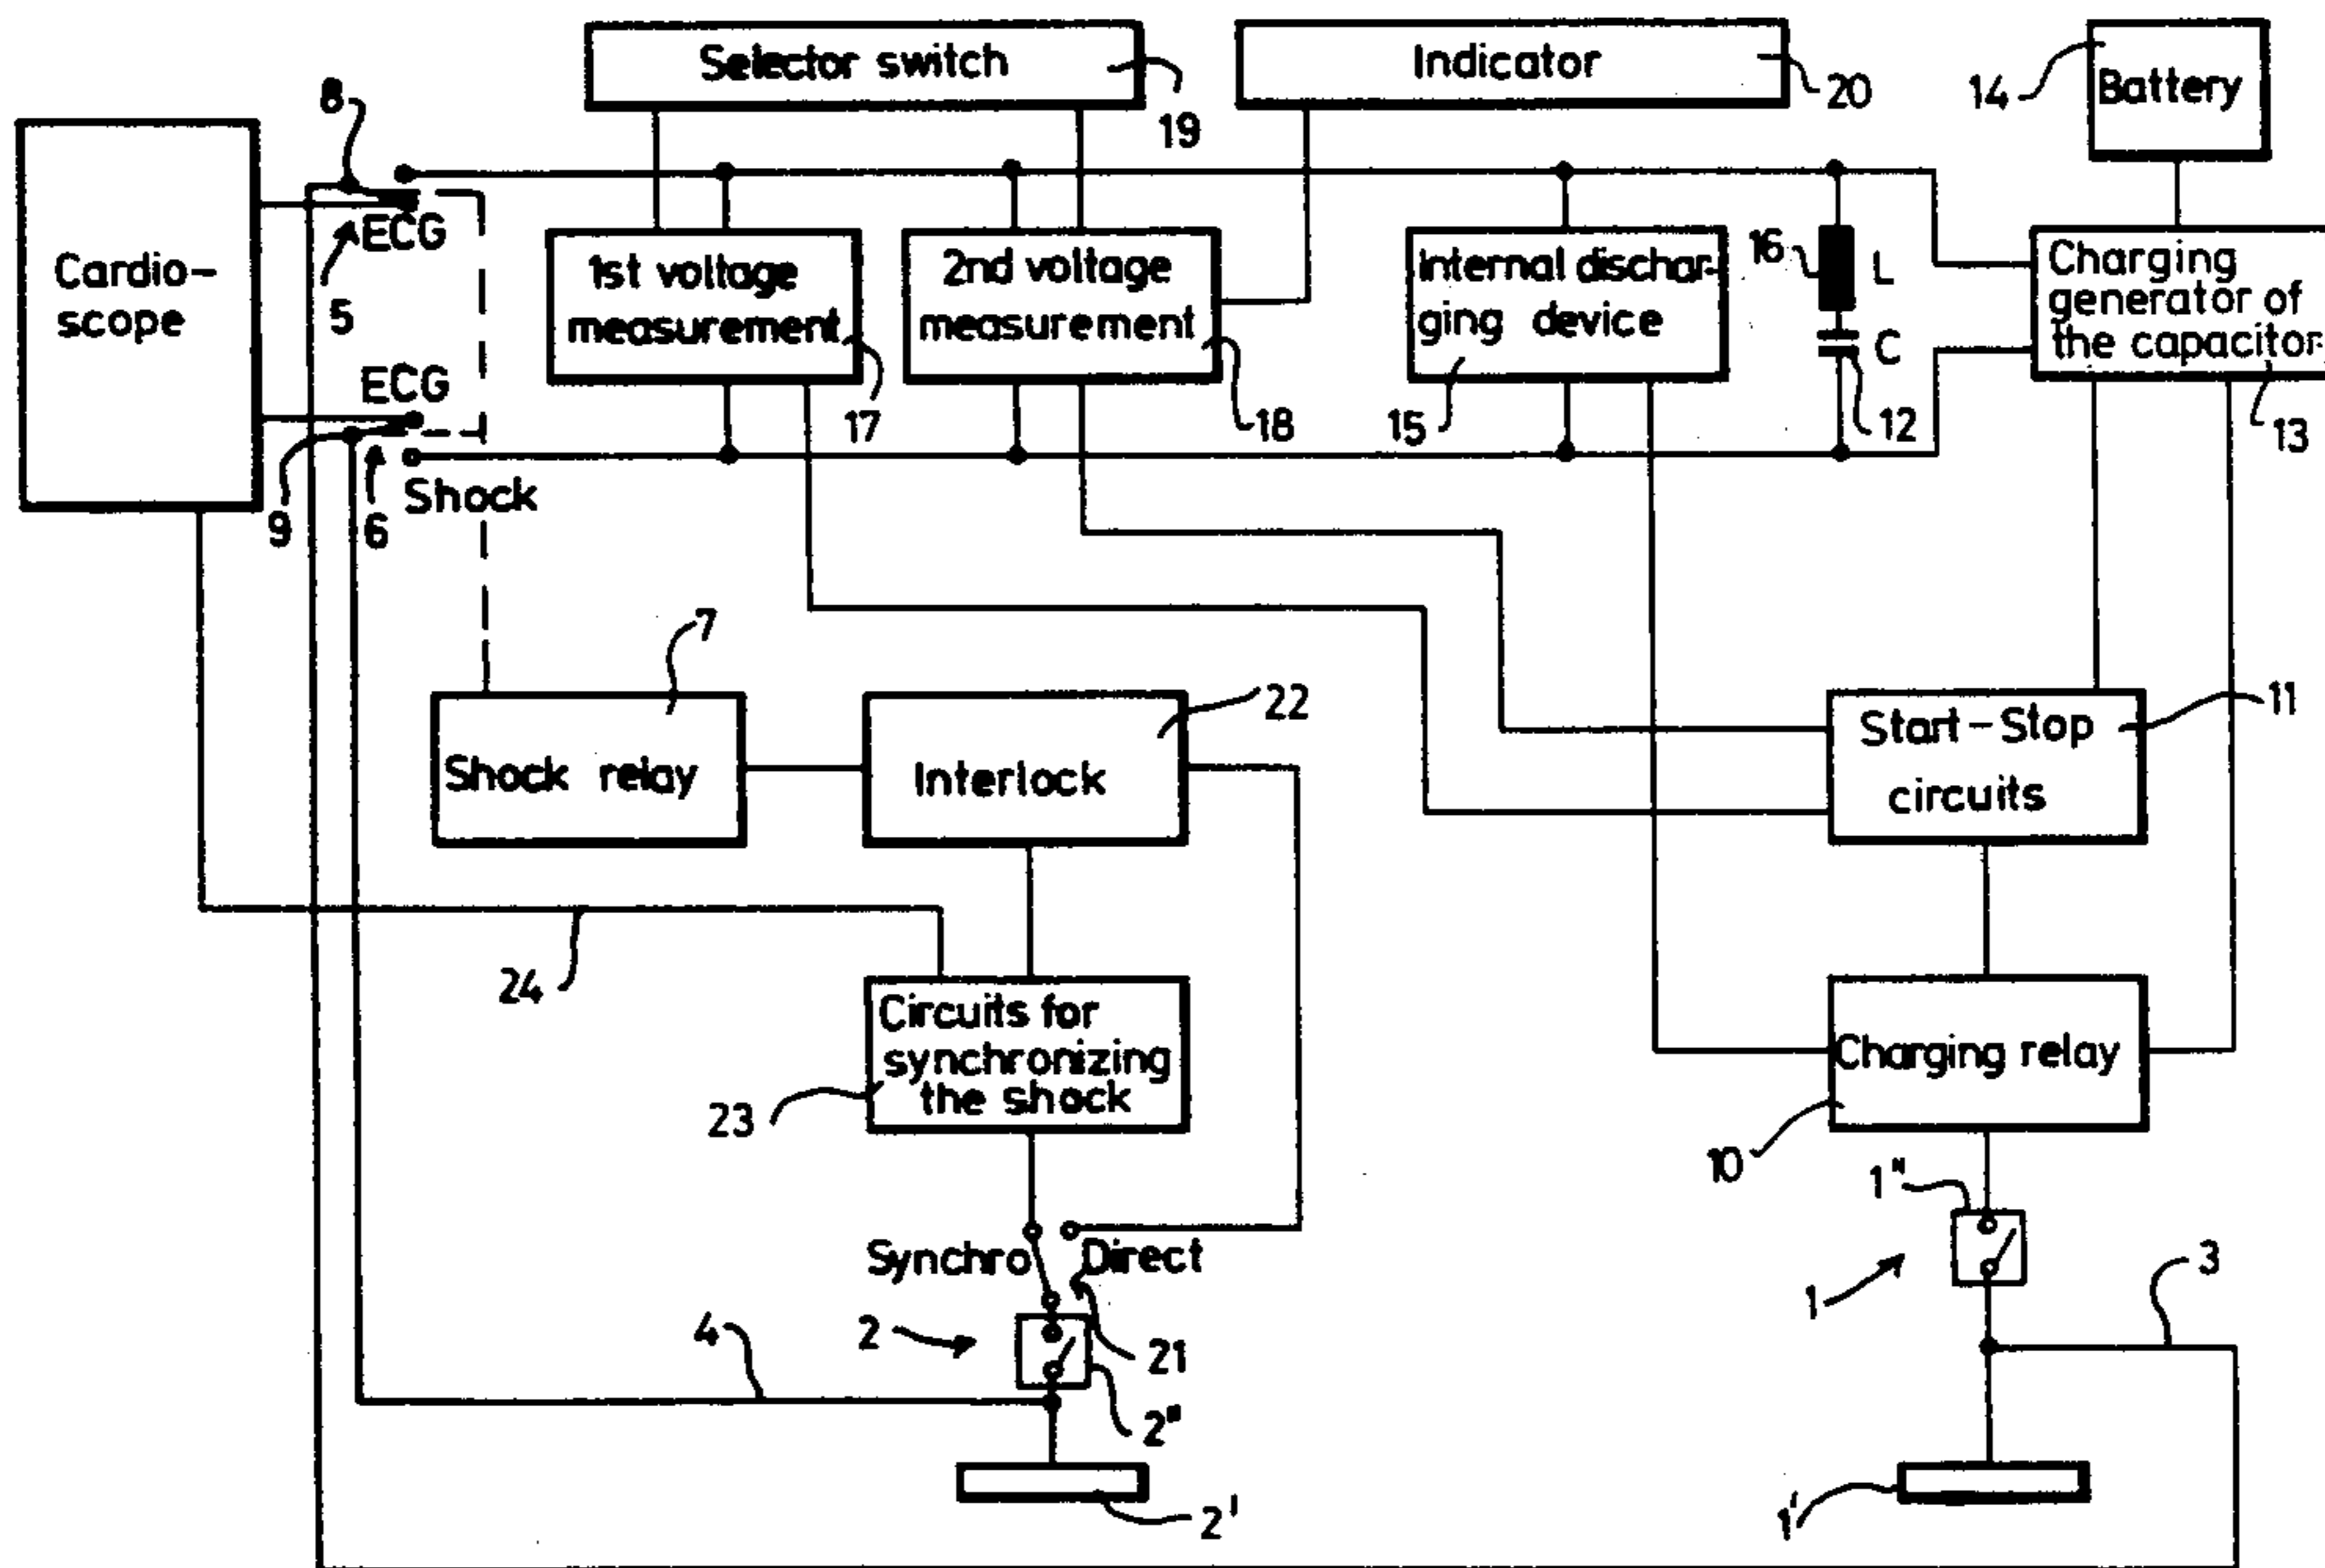 Selector switch
19
Indicator
20
14
Battery
8
Cardio-
scope
ECG
5
ECG
9
6
Shock
1st voltage
measurement
17
2nd voltage
measurement
18
Internal dischar-
ging device
15
16
L
C
12
Charging
generator of
the capacitor
13
7
Shock relay
22
Interlock
11
Start-Stop
circuits
24
Circuits for
synchronizing
the shock
23
Charging relay
10
1"
1
3
Synchro
Direct
4
2
21
2"
2'
1'